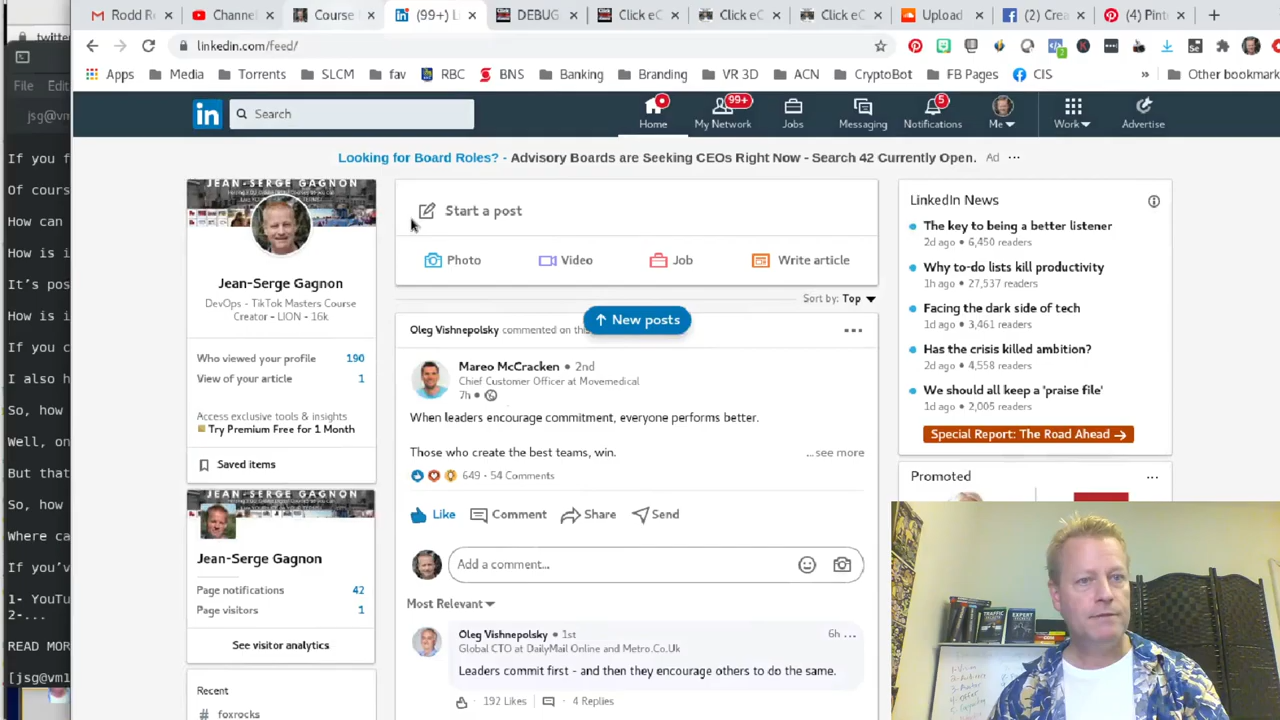 Rodd Re
Channe
Course
(99+) Li
DEBUG
Click eC
Click eC
Click eC
Upload
(2) Crea
(4) Pint
twitte
linkedin.com/feed/
Apps Media Torrents SLCM fav RBC BNS Banking Branding VR 3D ACN CryptoBot FB Pages CIS » Other bookmark
File Edi
jsg@vm
Search
99+
5
Home My Network Jobs Messaging Notifications Me Work Advertise
If you f
Of cours
How can
How is i
It's pos
How is i
If you c
I also h
So, how
Well, on
But that
So, how
Where ca
If you'v
1- YouTu
2-...
READ MOR
[jsg@vm1
Looking for Board Roles? - Advisory Boards are Seeking CEOs Right Now - Search 42 Currently Open. Ad ...
JEAN-SERGE GAGNON
Jean-Serge Gagnon
DevOps - TikTok Masters Course
Creator - LION - 16k
Who viewed your profile 190
View of your article 1
Access exclusive tools & insights
Try Premium Free for 1 Month
Saved items
JEAN-SERGE GAGNON
Jean-Serge Gagnon
Page notifications 42
Page visitors 1
See visitor analytics
Recent
# foxrocks
Start a post
Photo Video Job Write article
Sort by: Top
New posts
Oleg Vishnepolsky commented on this
Mareo McCracken • 2nd
Chief Customer Officer at Movemedical
7h •
When leaders encourage commitment, everyone performs better.
Those who create the best teams, win.
...see more
649 · 54 Comments
Like Comment Share Send
Add a comment...
Most Relevant
Oleg Vishnepolsky • 1st 6h ...
Global CTO at DailyMail Online and Metro.Co.Uk
Leaders commit first - and then they encourage others to do the same.
192 Likes 4 Replies
LinkedIn News
The key to being a better listener
2d ago • 6,450 readers
Why to-do lists kill productivity
1h ago • 27,537 readers
Facing the dark side of tech
1d ago • 3,461 readers
Has the crisis killed ambition?
2d ago • 4,558 readers
We should all keep a 'praise file'
1d ago • 2,005 readers
Special Report: The Road Ahead →
Promoted ...
TRAFFIC SECRETS
EXPERT SECRETS